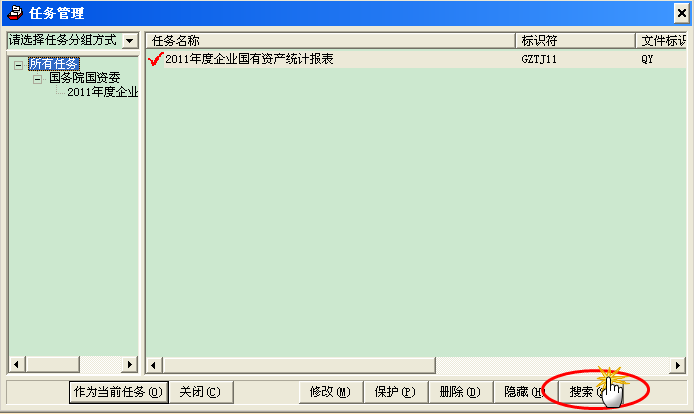 任务管理
请选择任务分组方式
任务名称 标识符 文件标识
所有任务
国务院国资委
2011年度企业
2011年度企业国有资产统计报表 GZTJ11 QY
作为当前任务(O) 关闭(C) 修改(M) 保护(P) 删除(D) 隐藏(H) 搜索